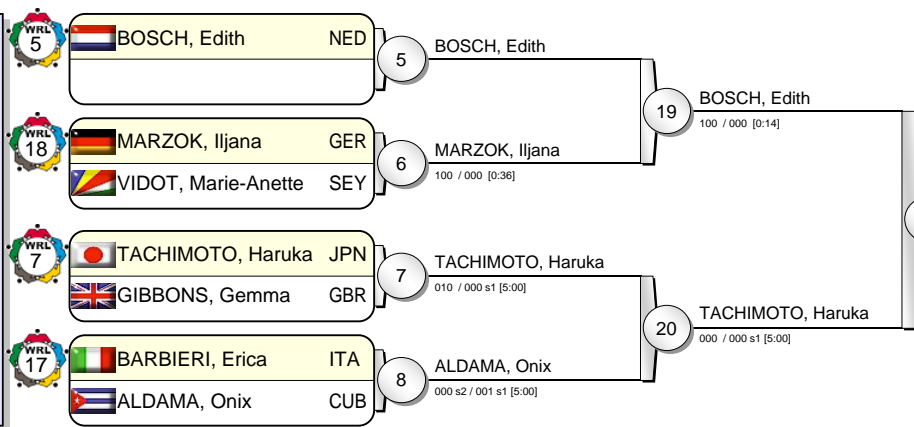 WRL 5 BOSCH, Edith NED
5
BOSCH, Edith
WRL 18 MARZOK, Iljana GER
VIDOT, Marie-Anette SEY
6
MARZOK, Iljana
100 / 000 [0:36]
19
BOSCH, Edith
100 / 000 [0:14]
WRL 7 TACHIMOTO, Haruka JPN
GIBBONS, Gemma GBR
7
TACHIMOTO, Haruka
010 / 000 s1 [5:00]
WRL 17 BARBIERI, Erica ITA
ALDAMA, Onix CUB
8
ALDAMA, Onix
000 s2 / 001 s1 [5:00]
20
TACHIMOTO, Haruka
000 / 000 s1 [5:00]